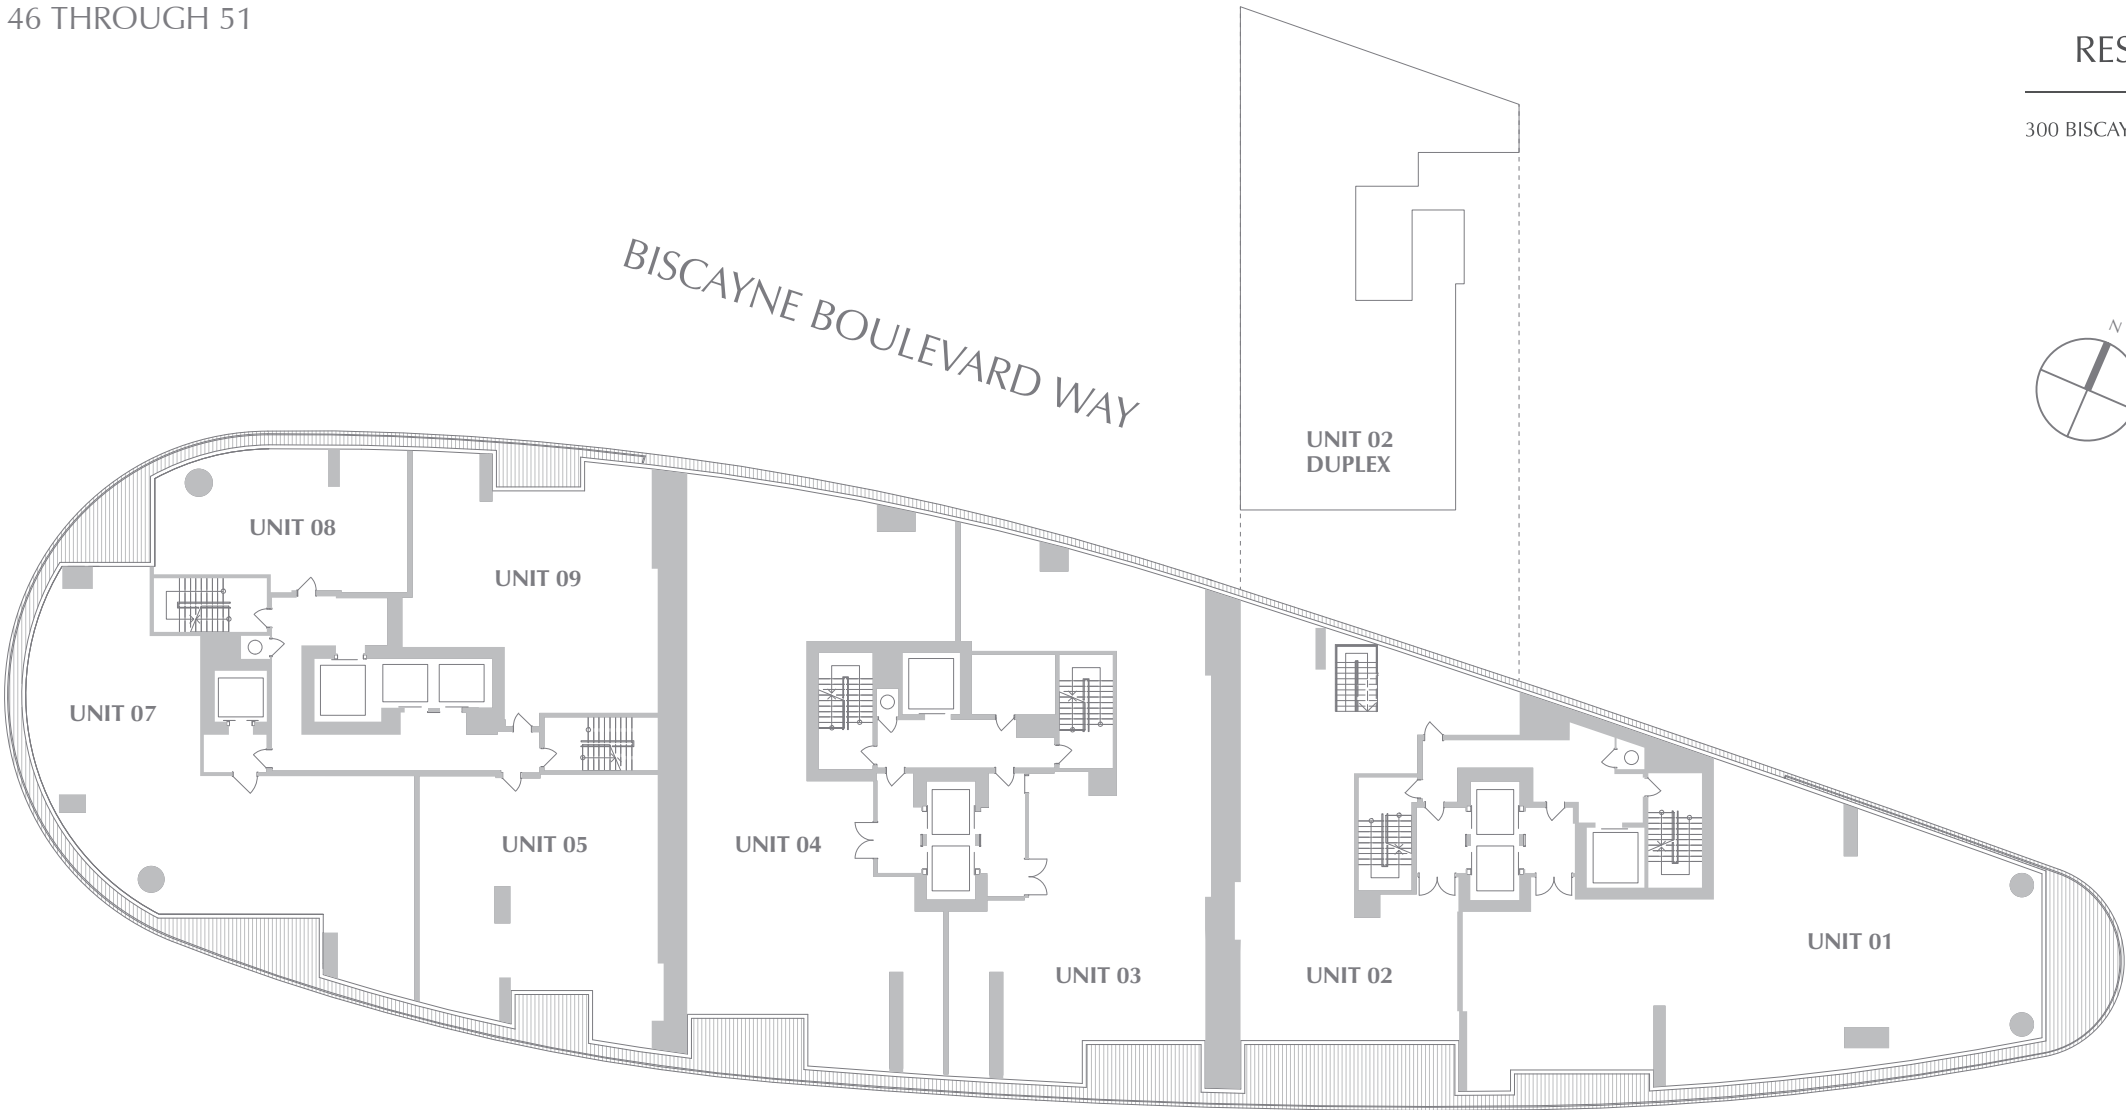 46 THROUGH 51
RES
300 BISCAY
N
BISCAYNE BOULEVARD WAY
UNIT 02
DUPLEX
UNIT 08
UNIT 09
UNIT 07
UNIT 05
UNIT 04
UNIT 03
UNIT 02
UNIT 01